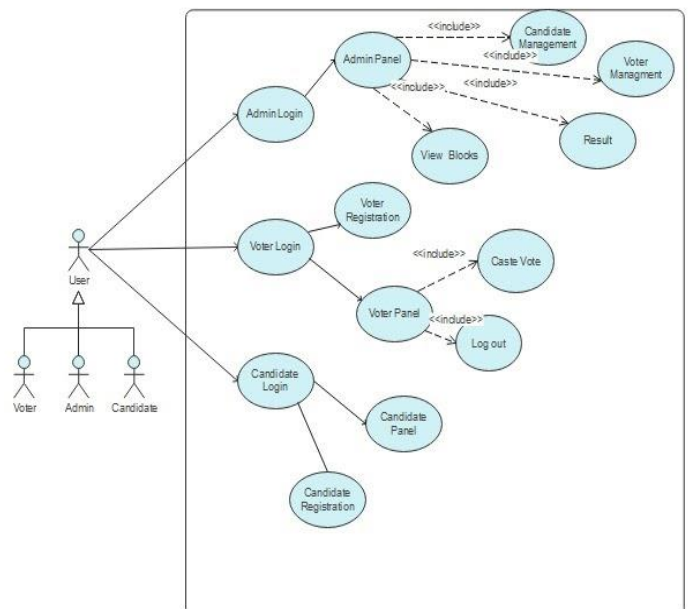 <<include>>
Candidate
Management
Admin Panel
<<include>>
Voter
Managment
<<include>>
Admin Login
View Blocks
Result
Voter
Registration
Voter Login
<<include>>
Caste Vote
User
Voter Panel
<<include>>
Log out
Candidate
Login
Voter
Admin
Candidate
Candidate
Panel
Candidate
Registration